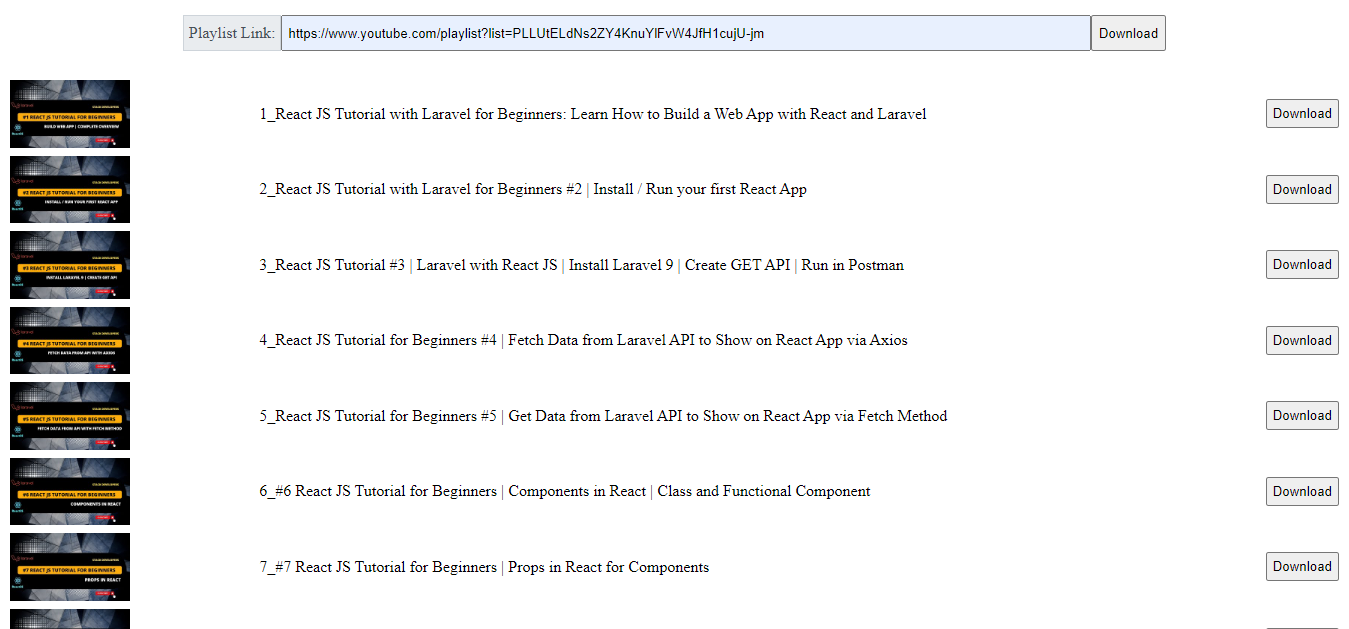 Playlist Link: https://www.youtube.com/playlist?list=PLLUtELdNs2ZY4KnuYlFvW4JfH1cujU-jm Download
#1 REACT JS TUTORIAL FOR BEGINNERS
BUILD WEB APP | COMPLETE OVERVIEW
1_React JS Tutorial with Laravel for Beginners: Learn How to Build a Web App with React and Laravel Download
#2 REACT JS TUTORIAL FOR BEGINNERS
INSTALL / RUN YOUR FIRST REACT APP
2_React JS Tutorial with Laravel for Beginners #2 | Install / Run your first React App Download
#3 REACT JS TUTORIAL FOR BEGINNERS
INSTALL LARAVEL 9 | CREATE GET API
3_React JS Tutorial #3 | Laravel with React JS | Install Laravel 9 | Create GET API | Run in Postman Download
#4 REACT JS TUTORIAL FOR BEGINNERS
FETCH DATA FROM API WITH AXIOS
4_React JS Tutorial for Beginners #4 | Fetch Data from Laravel API to Show on React App via Axios Download
#5 REACT JS TUTORIAL FOR BEGINNERS
FETCH DATA FROM API WITH FETCH METHOD
5_React JS Tutorial for Beginners #5 | Get Data from Laravel API to Show on React App via Fetch Method Download
#6 REACT JS TUTORIAL FOR BEGINNERS
COMPONENTS IN REACT
6_#6 React JS Tutorial for Beginners | Components in React | Class and Functional Component Download
#7 REACT JS TUTORIAL FOR BEGINNERS
PROPS IN REACT
7_#7 React JS Tutorial for Beginners | Props in React for Components Download